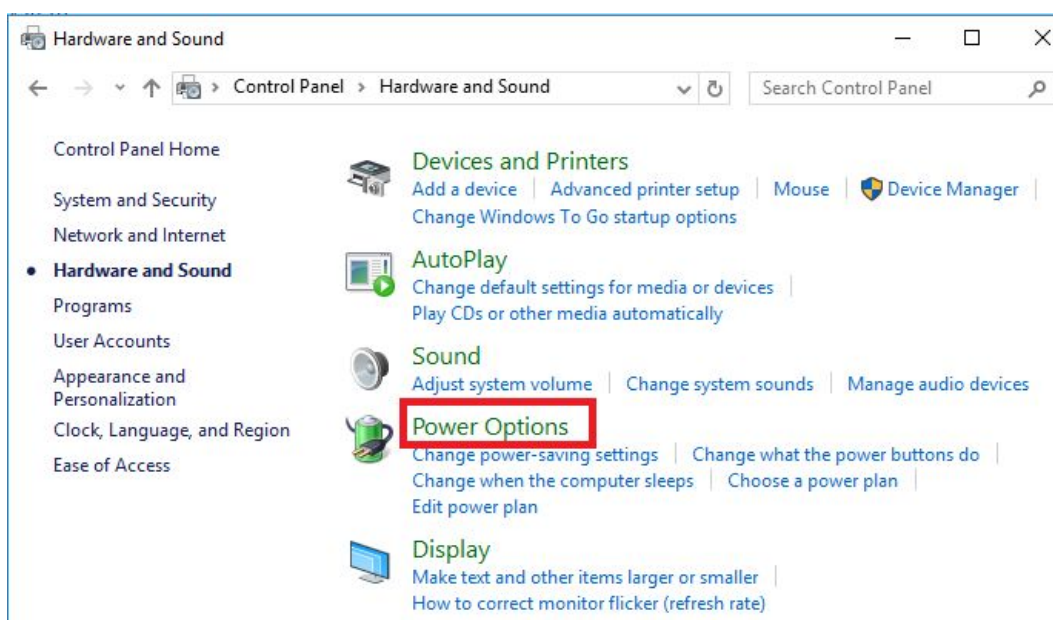 Hardware and Sound
Control Panel > Hardware and Sound
Search Control Panel
Control Panel Home
System and Security
Network and Internet
Hardware and Sound
Programs
User Accounts
Appearance and
Personalization
Clock, Language, and Region
Ease of Access
Devices and Printers
Add a device | Advanced printer setup | Mouse | Device Manager |
Change Windows To Go startup options
AutoPlay
Change default settings for media or devices |
Play CDs or other media automatically
Sound
Adjust system volume | Change system sounds | Manage audio devices
Power Options
Change power-saving settings | Change what the power buttons do |
Change when the computer sleeps | Choose a power plan |
Edit power plan
Display
Make text and other items larger or smaller |
How to correct monitor flicker (refresh rate)